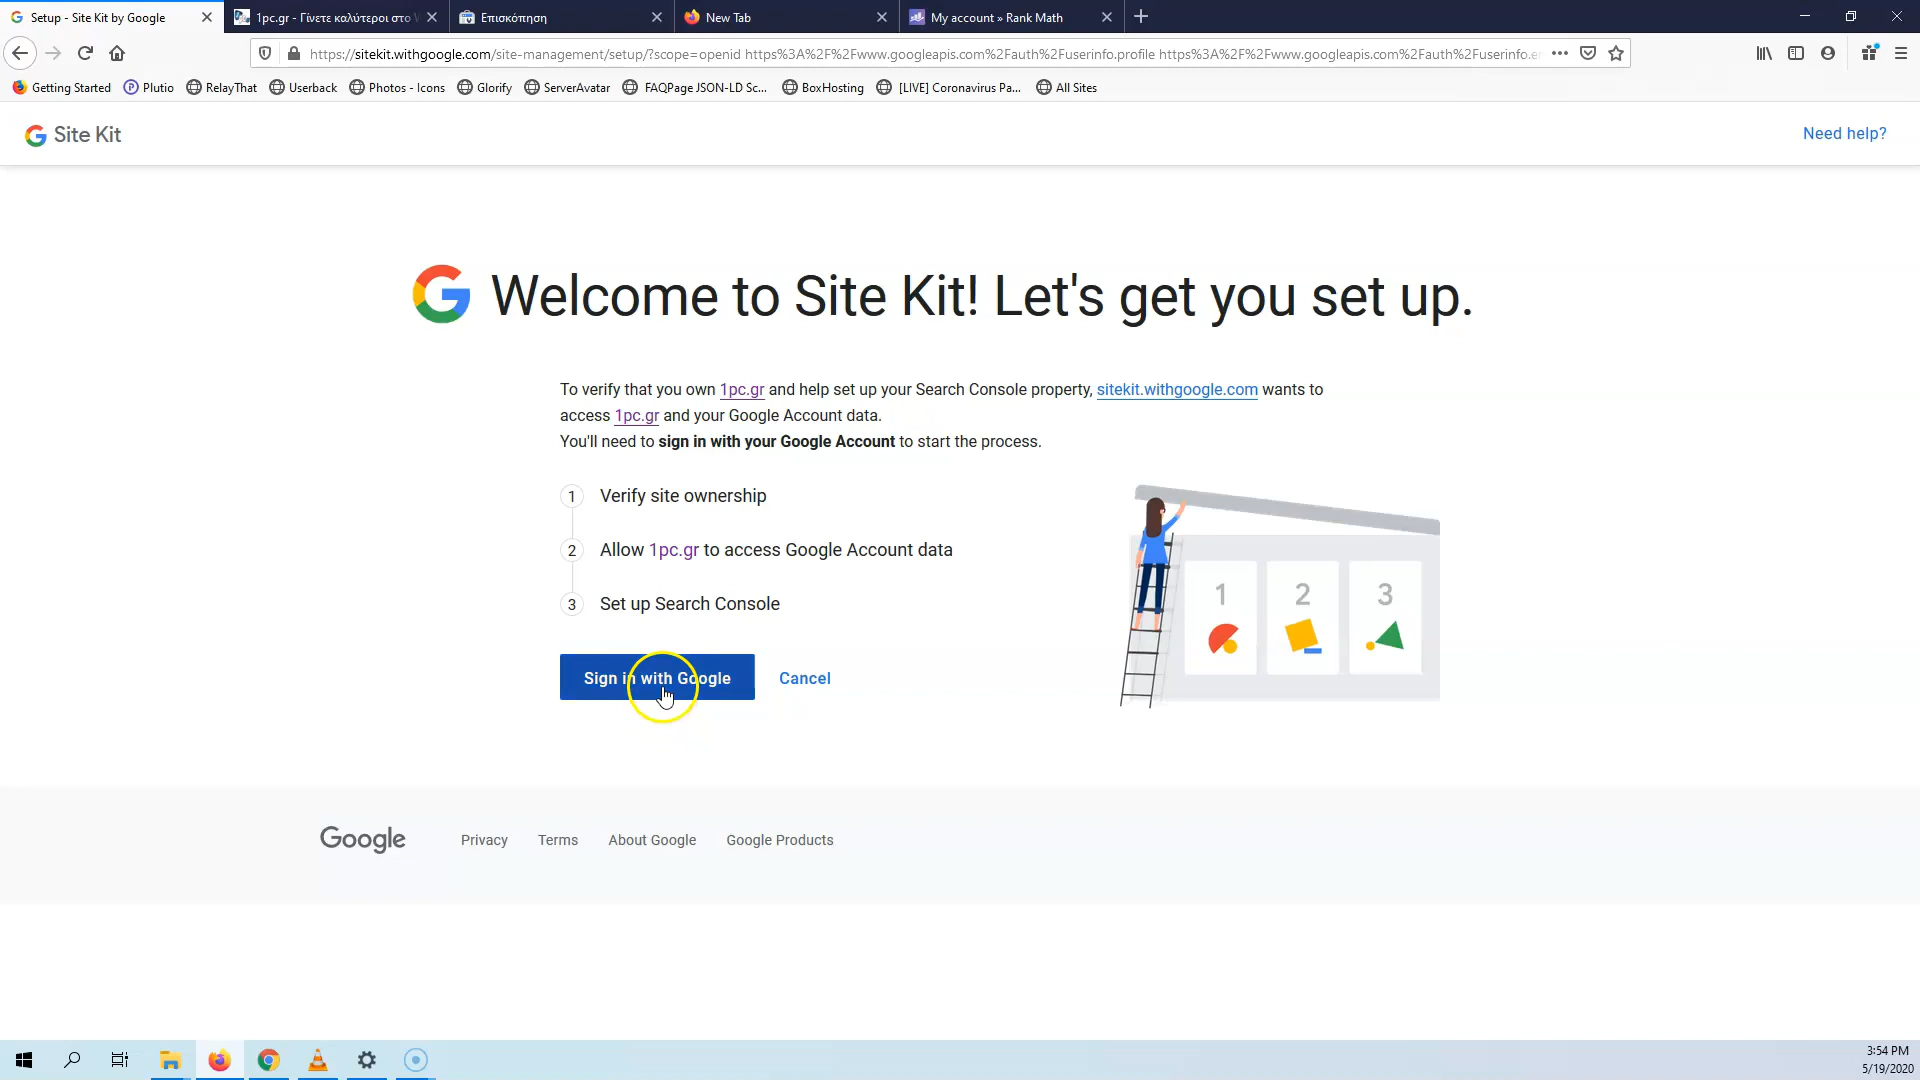 Setup - Site Kit by Google
1pc.gr - Γίνετε καλύτεροι στο
Επισκόπηση
New Tab
My account » Rank Math
https://sitekit.withgoogle.com/site-management/setup/?scope=openid https%3A%2F%2Fwww.googleapis.com%2Fauth%2Fuserinfo.profile https%3A%2F%2Fwww.googleapis.com%2Fauth%2Fuserinfo.e
Getting Started
Plutio
RelayThat
Userback
Photos - Icons
Glorify
ServerAvatar
FAQPage JSON-LD Sc...
BoxHosting
[LIVE] Coronavirus Pa...
All Sites
Site Kit
Need help?
Welcome to Site Kit! Let's get you set up.
To verify that you own 1pc.gr and help set up your Search Console property, sitekit.withgoogle.com wants to
access 1pc.gr and your Google Account data.
You'll need to sign in with your Google Account to start the process.
1 Verify site ownership
2 Allow 1pc.gr to access Google Account data
3 Set up Search Console
1 2 3
Sign in with Google
Cancel
Google
Privacy
Terms
About Google
Google Products
3:54 PM
5/19/2020